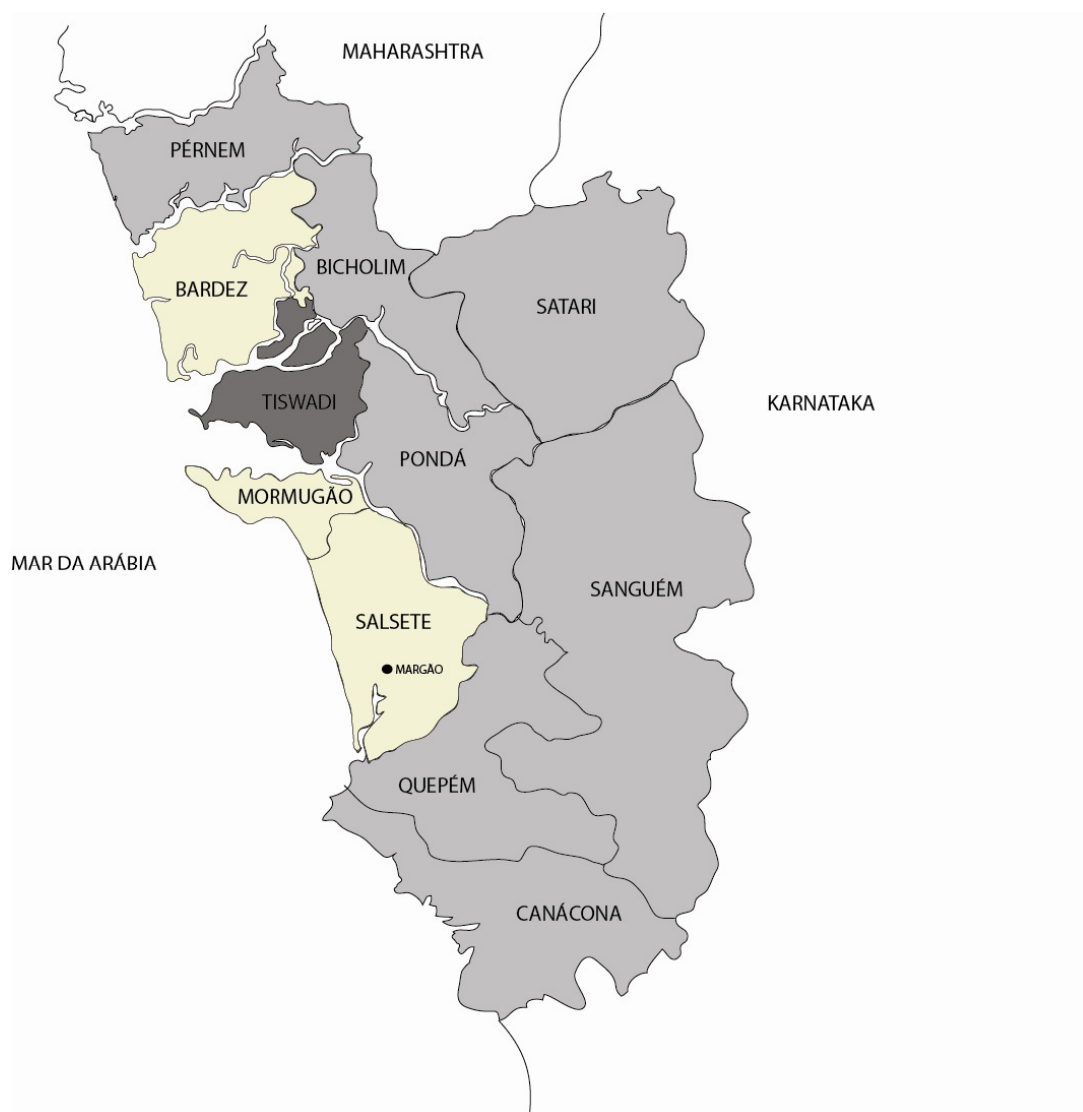 MAHARASHTRA
PÉRNEM
BICHOLIM
BARDEZ
SATARI
TISWADI
KARNATAKA
PONDÁ
MORMUGÃO
MAR DA ARÁBIA
SANGUÉM
SALSETE
MARGÃO
QUEPÉM
CANÁCONA